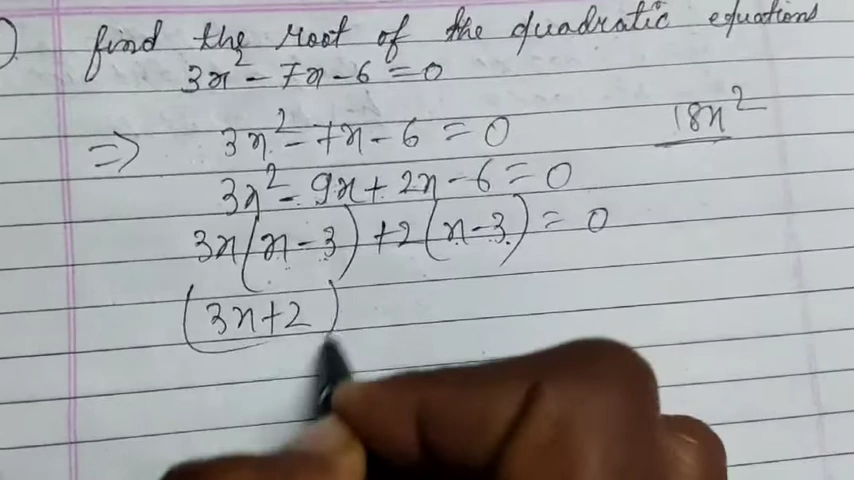 ) find the root of the quadratic equations
3x² - 7x - 6 = 0
⇒ 3x² - 7x - 6 = 0
18x²
3x² - 9x + 2x - 6 = 0
3x(x - 3) + 2(x - 3) = 0
(3x + 2)